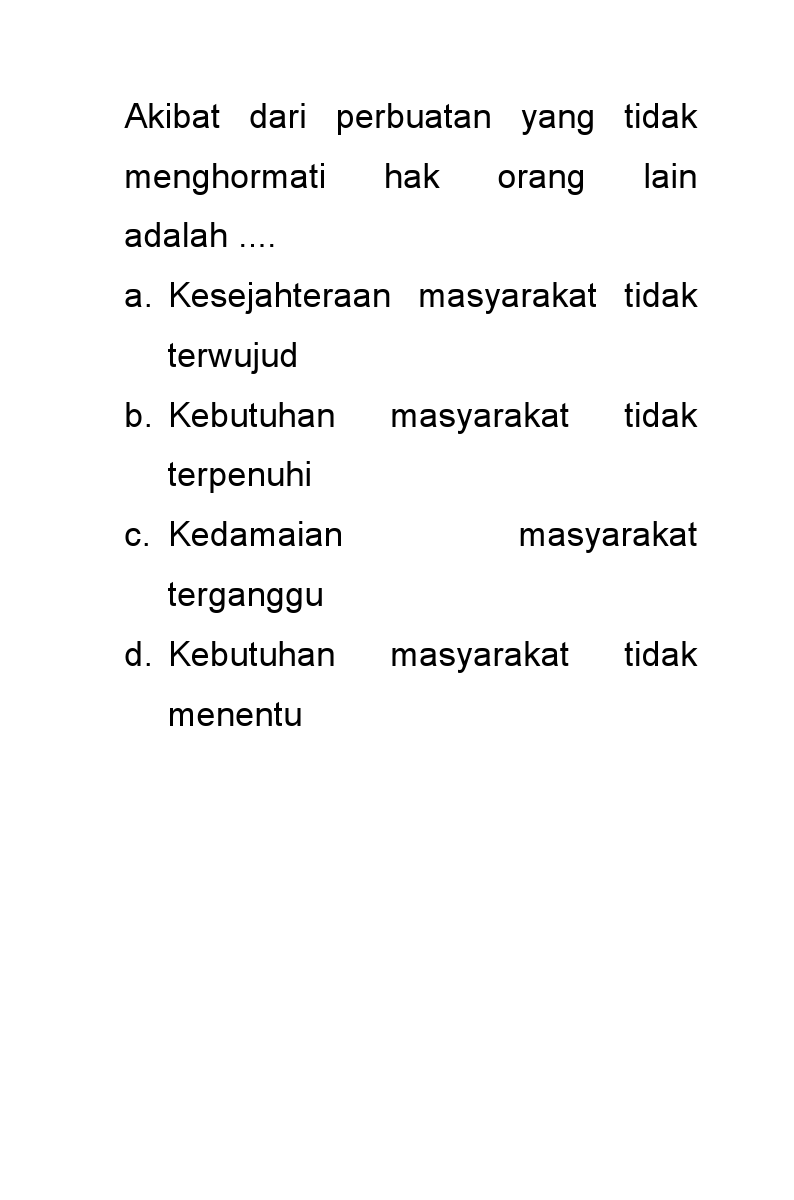 Akibat dari perbuatan yang tidak
menghormati hak orang lain
adalah ....
a. Kesejahteraan masyarakat tidak
terwujud
b. Kebutuhan masyarakat tidak
terpenuhi
c. Kedamaian masyarakat
terganggu
d. Kebutuhan masyarakat tidak
menentu